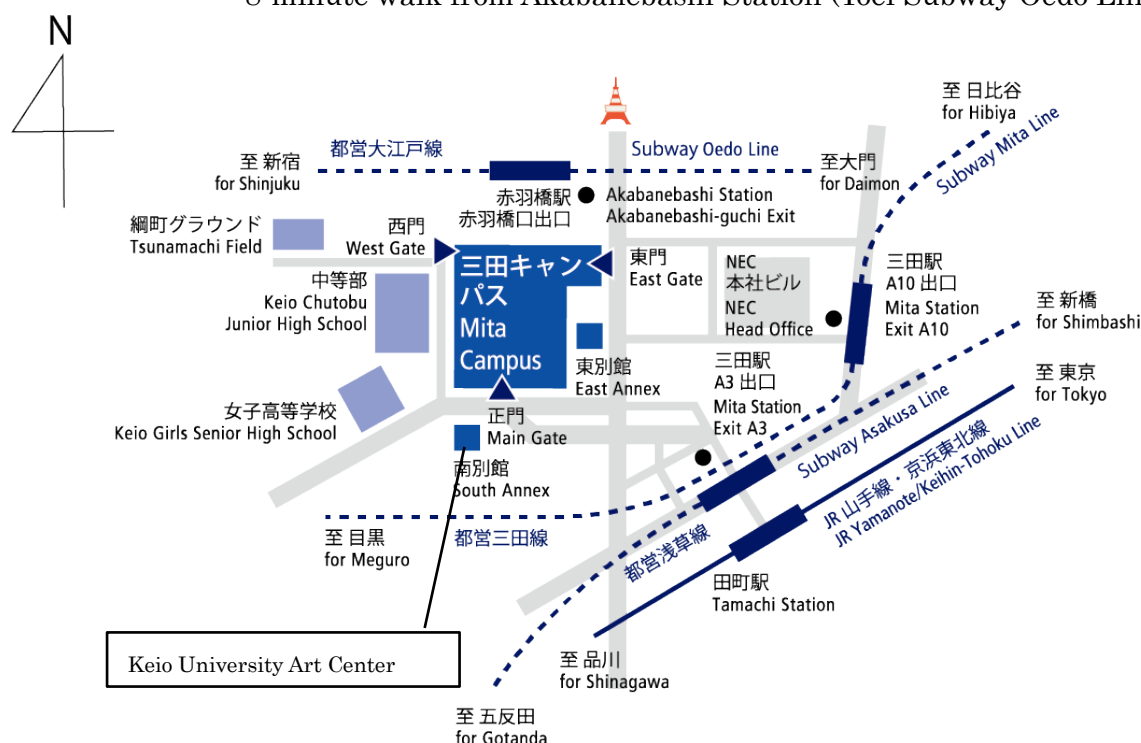 8-minute walk from Akabanebashi Station (Toei Subway Oedo Lin
N
至 日比谷
for Hibiya
都営大江戸線
Subway Oedo Line
Subway Mita Line
至 新宿
for Shinjuku
至大門
for Daimon
赤羽橋駅
赤羽橋口出口
Akabanebashi Station
Akabanebashi-guchi Exit
綱町グラウンド
Tsunamachi Field
西門
West Gate
三田キャン
パス
Mita
Campus
東門
East Gate
NEC
本社ビル
NEC
Head Office
三田駅
A10 出口
Mita Station
Exit A10
中等部
Keio Chutobu
Junior High School
至 新橋
for Shimbashi
東別館
East Annex
三田駅
A3 出口
Mita Station
Exit A3
至 東京
for Tokyo
女子高等学校
Keio Girls Senior High School
正門
Main Gate
Subway Asakusa Line
南別館
South Annex
JR 山手線・京浜東北線
JR Yamanote/Keihin-Tohoku Line
至 目黒
for Meguro
都営三田線
都営浅草線
田町駅
Tamachi Station
Keio University Art Center
至 品川
for Shinagawa
至 五反田
for Gotanda